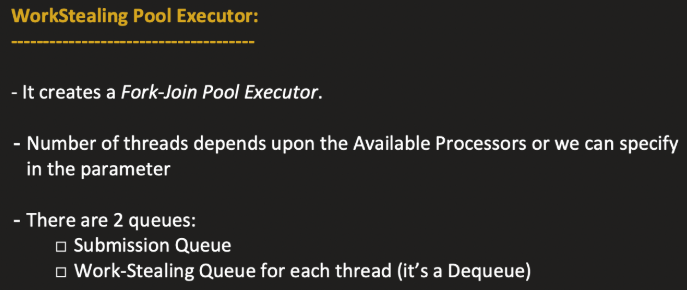 WorkStealing Pool Executor:
-------------------------------------
- It creates a Fork-Join Pool Executor.
- Number of threads depends upon the Available Processors or we can specify
in the parameter
- There are 2 queues:
□ Submission Queue
□ Work-Stealing Queue for each thread (it’s a Dequeue)